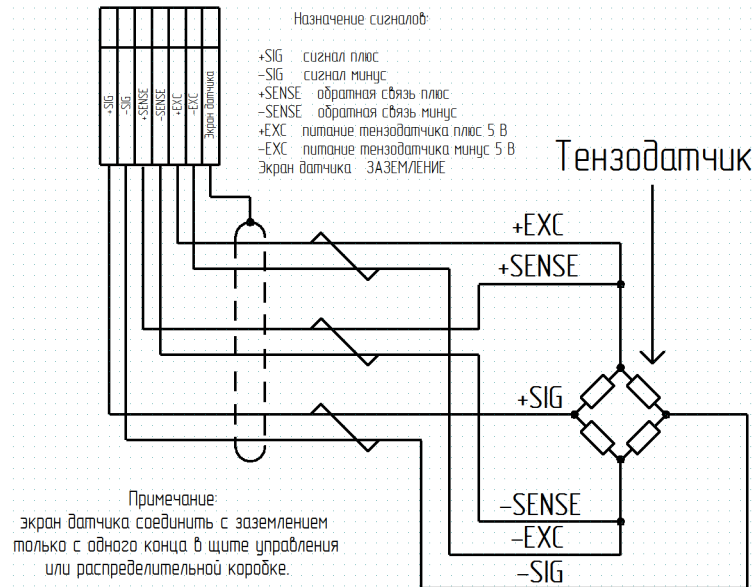 Назначение сигналов:
+SIG сигнал плюс
-SIG сигнал минус
+SENSE обратная связь плюс
-SENSE обратная связь минус
+EXC питание тензодатчика плюс 5 В
-EXC питание тензодатчика минус 5 В
Экран датчика ЗАЗЕМЛЕНИЕ
+SIG
-SIG
+SENSE
-SENSE
+EXC
-EXC
Экран датчика
Тензодатчик
+EXC
+SENSE
+SIG
-SENSE
-EXC
-SIG
Примечание:
экран датчика соединить с заземлением
только с одного конца в щите управления
или распределительной коробке.